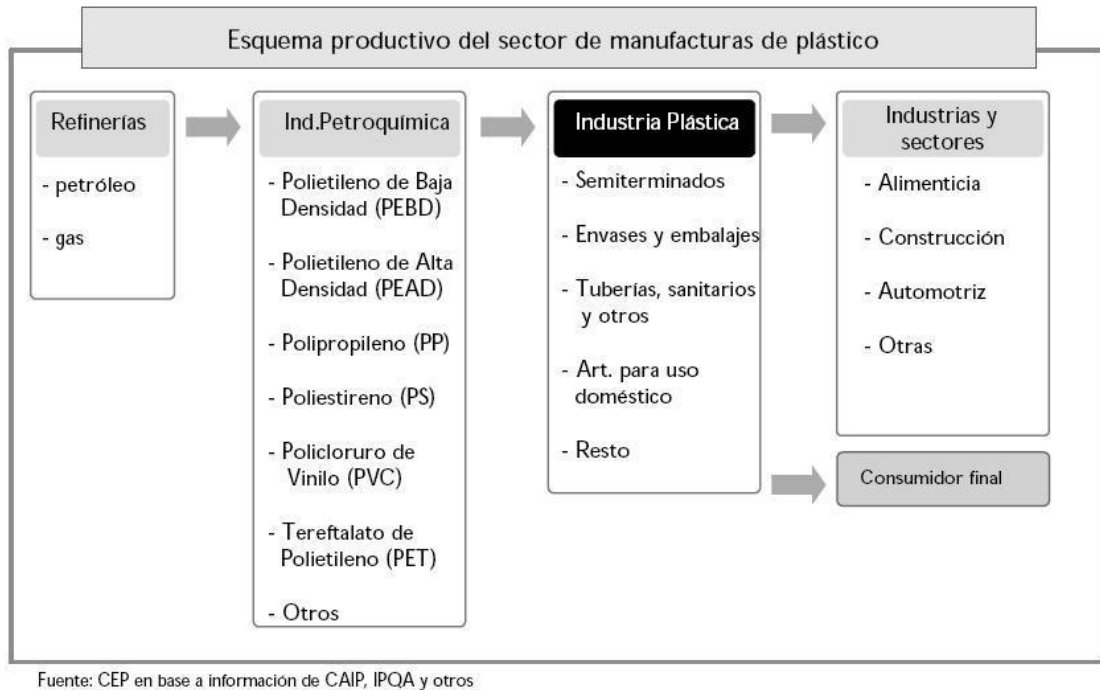 Esquema productivo del sector de manufacturas de plástico
Refinerías
- petróleo
- gas
Ind.Petroquímica
- Polietileno de Baja
Densidad (PEBD)
- Polietileno de Alta
Densidad (PEAD)
- Polipropileno (PP)
- Poliestireno (PS)
- Policloruro de
Vinilo (PVC)
- Tereftalato de
Polietileno (PET)
- Otros
Industria Plástica
- Semiterminados
- Envases y embalajes
- Tuberías, sanitarios
y otros
- Art. para uso
doméstico
- Resto
Industrias y
sectores
- Alimenticia
- Construcción
- Automotriz
- Otras
Consumidor final
Fuente: CEP en base a información de CAIP, IPQA y otros